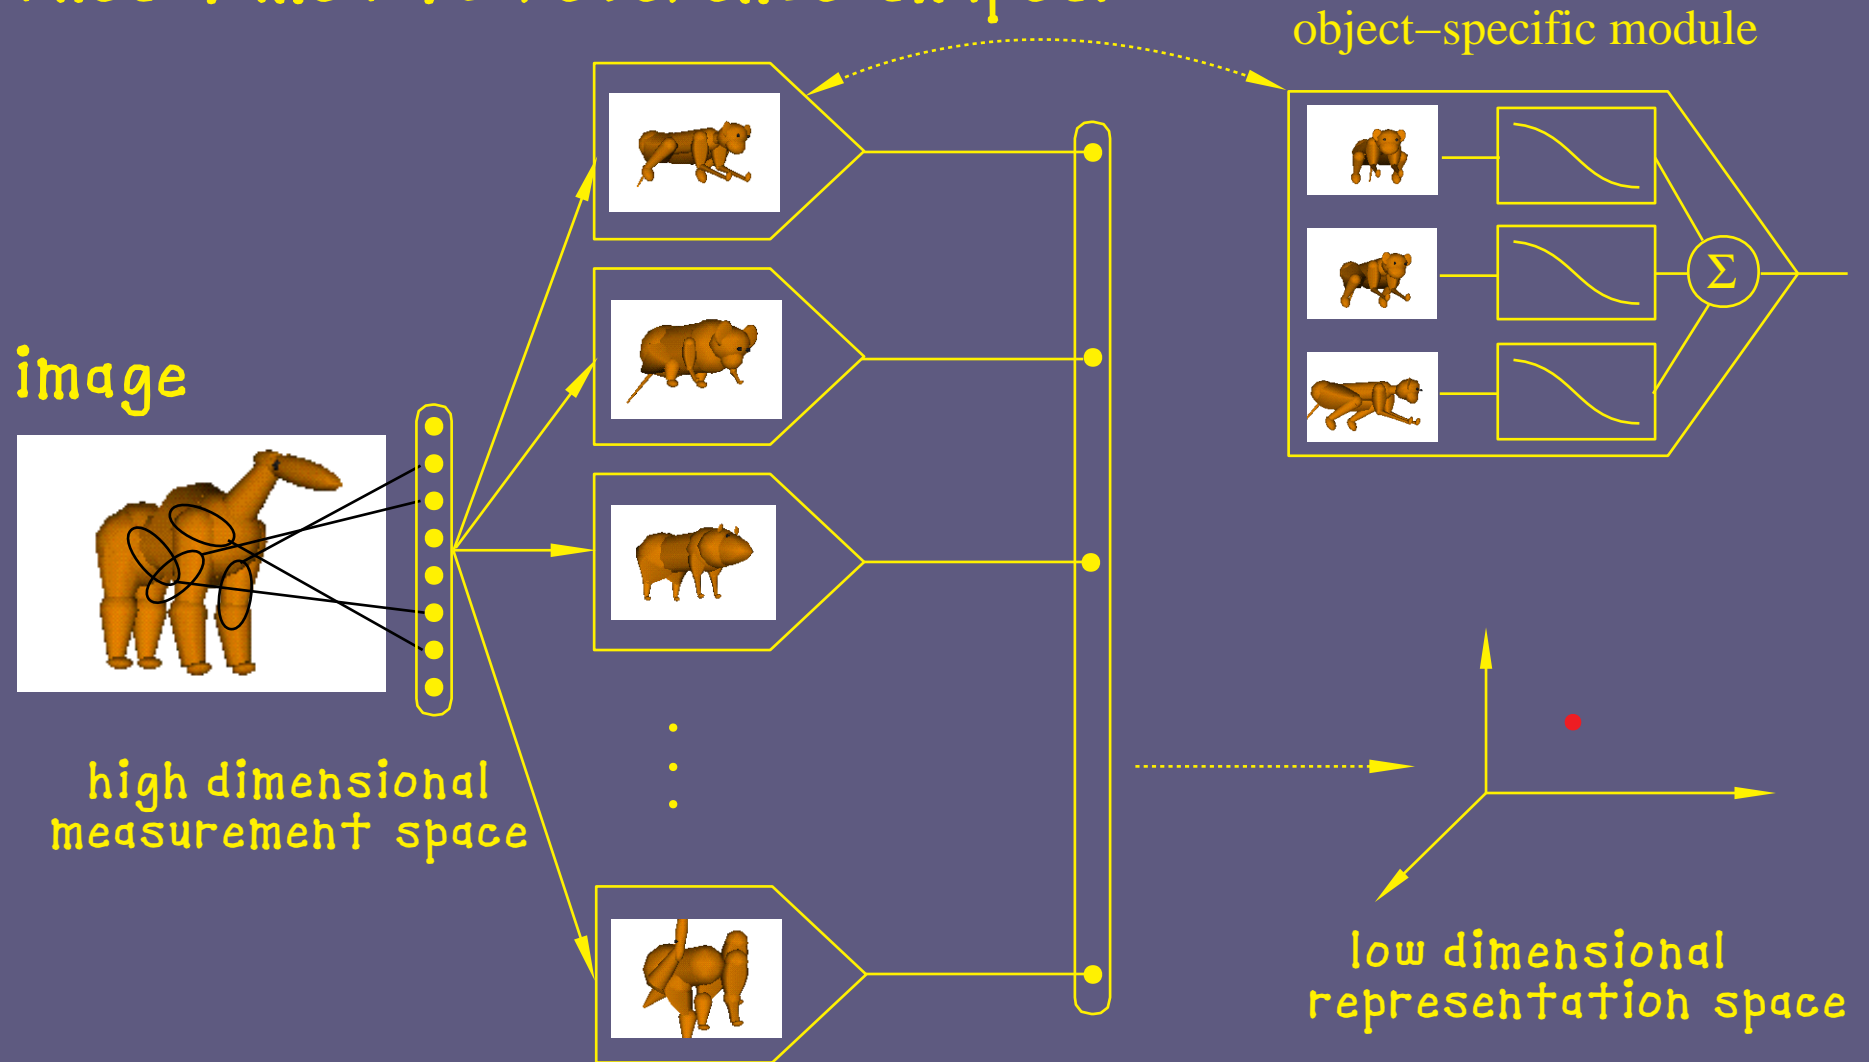 object–specific module
Σ
image
high dimensional
measurement space
low dimensional
representation space